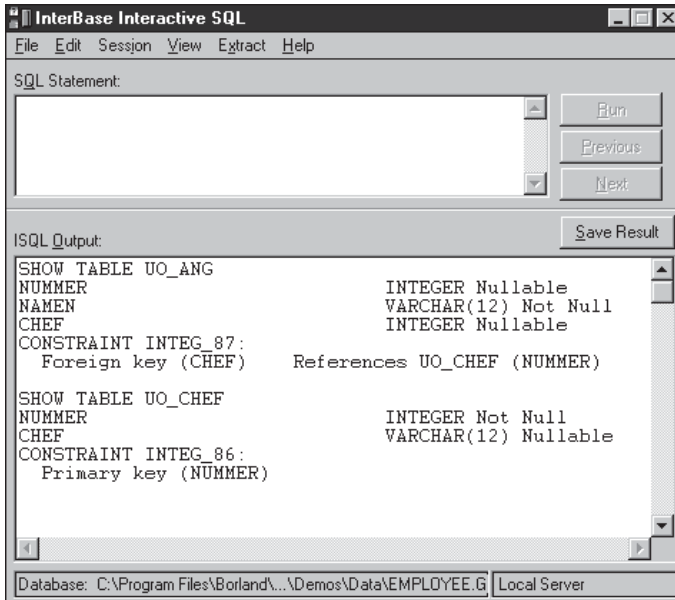 InterBase Interactive SQL
File Edit Session View Extract Help
SQL Statement:
Run
Previous
Next
Save Result
ISQL Output:
SHOW TABLE UO_ANG
NUMMER INTEGER Nullable
NAMEN VARCHAR(12) Not Null
CHEF INTEGER Nullable
CONSTRAINT INTEG_87:
Foreign key (CHEF) References UO_CHEF (NUMMER)
SHOW TABLE UO_CHEF
NUMMER INTEGER Not Null
CHEF VARCHAR(12) Nullable
CONSTRAINT INTEG_86:
Primary key (NUMMER)
Database: C:\Program Files\Borland\...\Demos\Data\EMPLOYEE.G Local Server